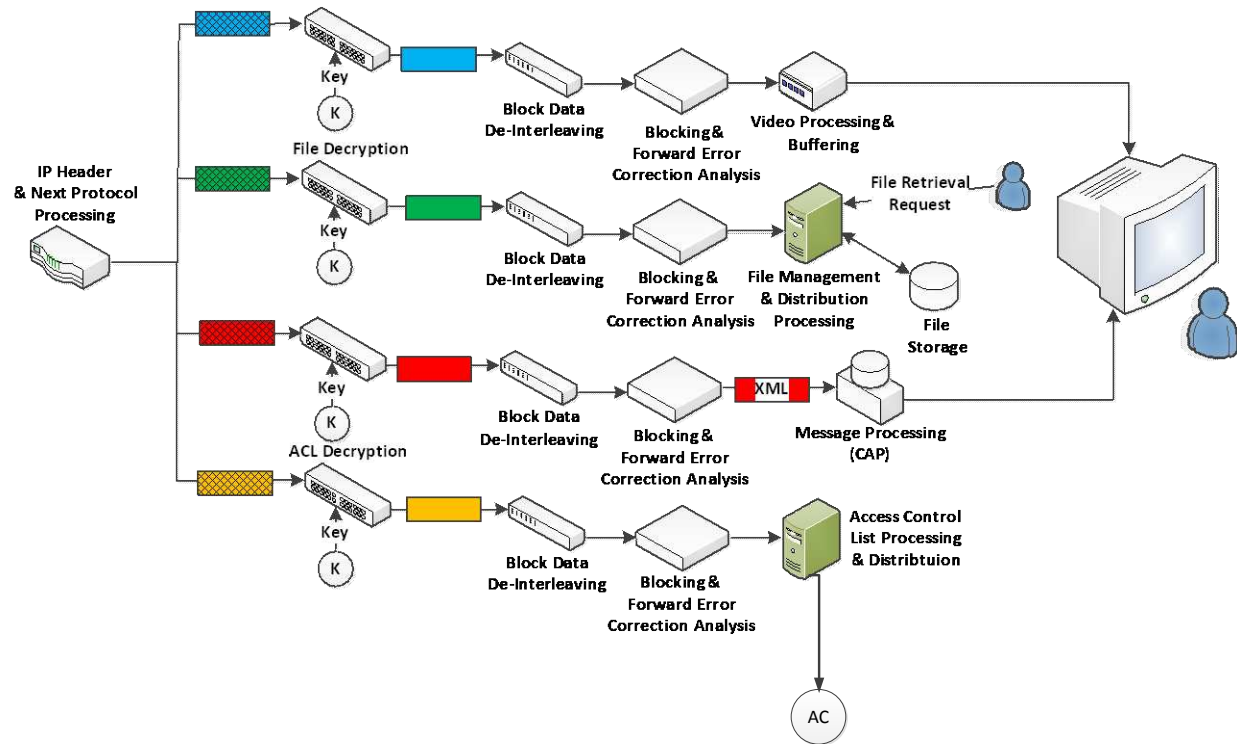 Key
K
Block Data
De-Interleaving
Blocking &
Forward Error
Correction Analysis
Video Processing &
Buffering
IP Header
& Next Protocol
Processing
File Decryption
Key
K
Block Data
De-Interleaving
Blocking &
Forward Error
Correction Analysis
File Management
& Distribution
Processing
File Retrieval
Request
File
Storage
Key
K
Block Data
De-Interleaving
Blocking &
Forward Error
Correction Analysis
XML
Message Processing
(CAP)
ACL Decryption
Key
K
Block Data
De-Interleaving
Blocking &
Forward Error
Correction Analysis
Access Control
List Processing
& Distribtuion
AC